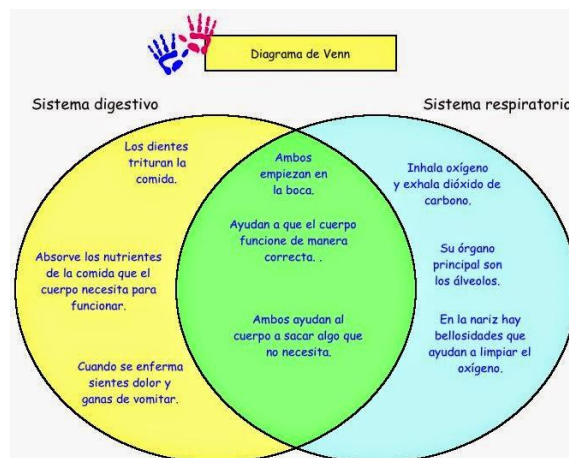 Diagrama de Venn
Sistema digestivo
Sistema respiratorio
Los dientes
trituran la
comida.
Absorve los nutrientes
de la comida que el
cuerpo necesita para
funcionar.
Cuando se enferma
sientes dolor y
ganas de vomitar.
Ambos
empiezan en
la boca.
Ayudan a que el cuerpo
funcione de manera
correcta. .
Ambos ayudan al
cuerpo a sacar algo que
no necesita.
Inhala oxígeno
y exhala dióxido de
carbono.
Su órgano
principal son
los álveolos.
En la nariz hay
bellosidades que
ayudan a limpiar el
oxígeno.